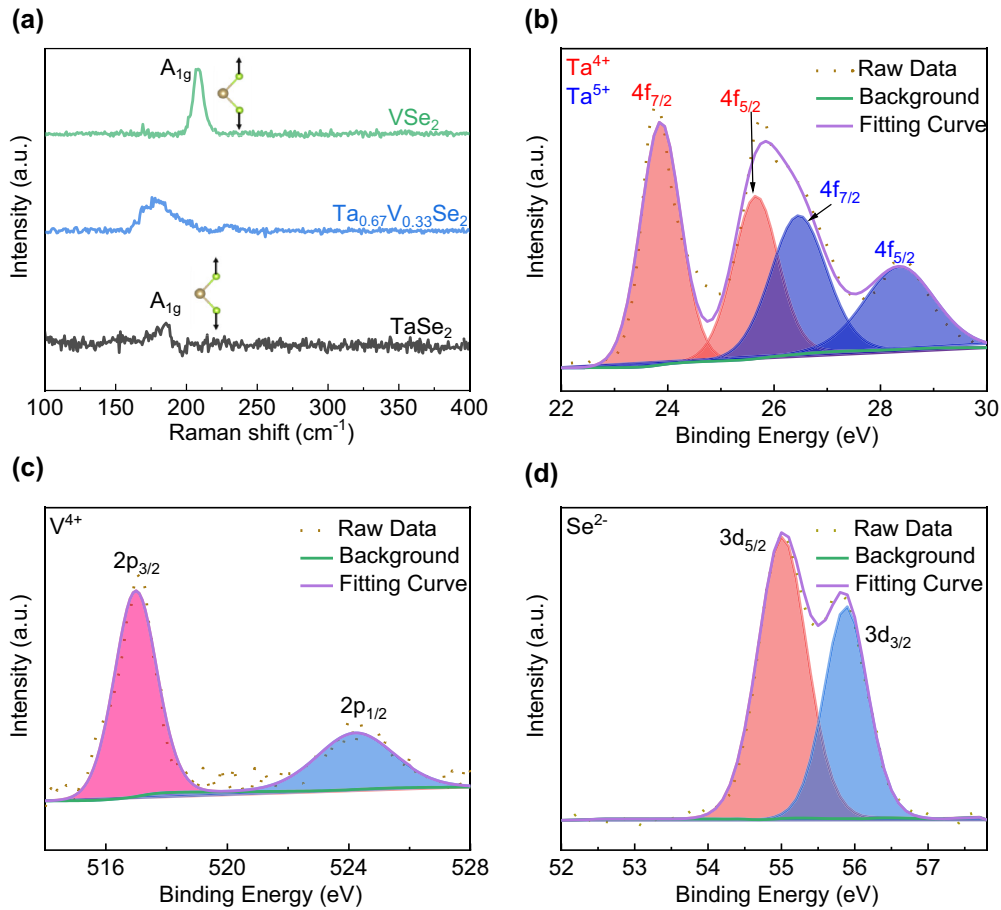 (a)
A1g
VSe2
Ta0.67V0.33Se2
A1g
TaSe2
Intensity (a.u.)
100 150 200 250 300 350 400
Raman shift (cm-1)
(b)
Ta4+
Ta5+
4f7/2
4f5/2
4f7/2
4f5/2
Raw Data
Background
Fitting Curve
Intensity (a.u.)
22 24 26 28 30
Binding Energy (eV)
(c)
V4+
2p3/2
2p1/2
Raw Data
Background
Fitting Curve
Intensity (a.u.)
516 520 524 528
Binding Energy (eV)
(d)
Se2-
3d5/2
3d3/2
Raw Data
Background
Fitting Curve
Intensity (a.u.)
52 53 54 55 56 57
Binding Energy (eV)